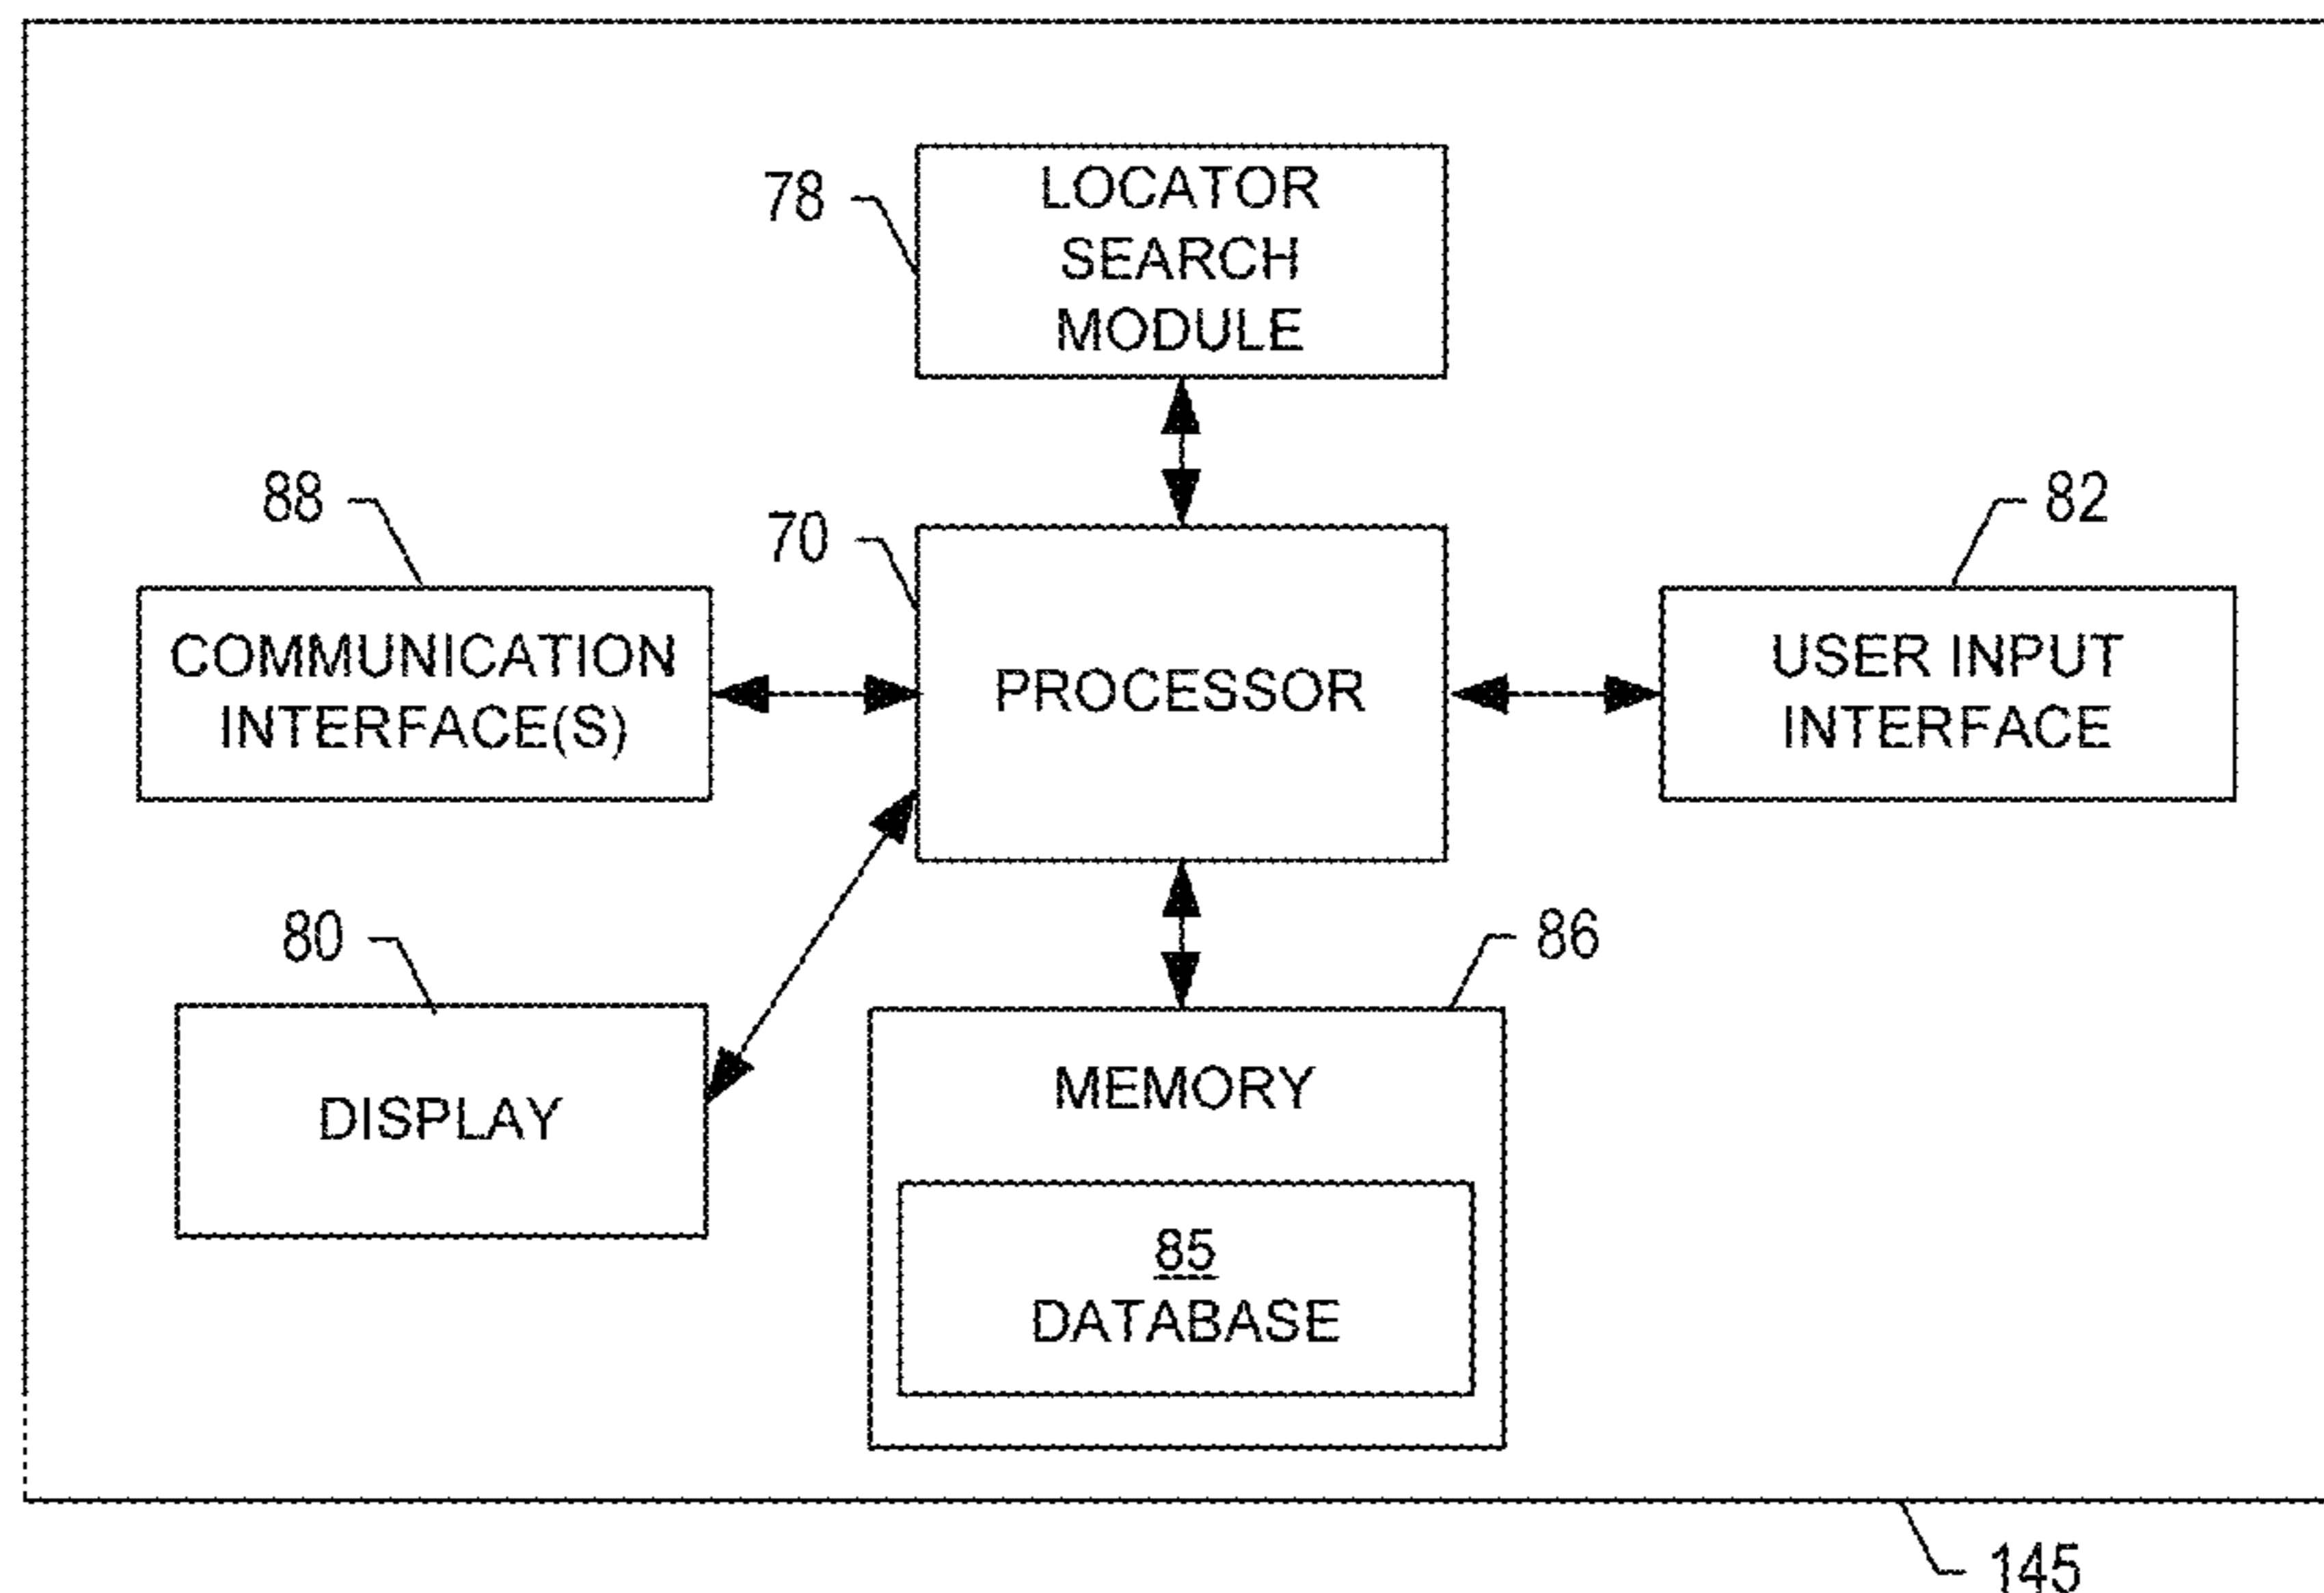 78
LOCATOR
SEARCH
MODULE
88
70
82
COMMUNICATION
INTERFACE(S)
PROCESSOR
USER INPUT
INTERFACE
80
86
DISPLAY
MEMORY
85
DATABASE
145